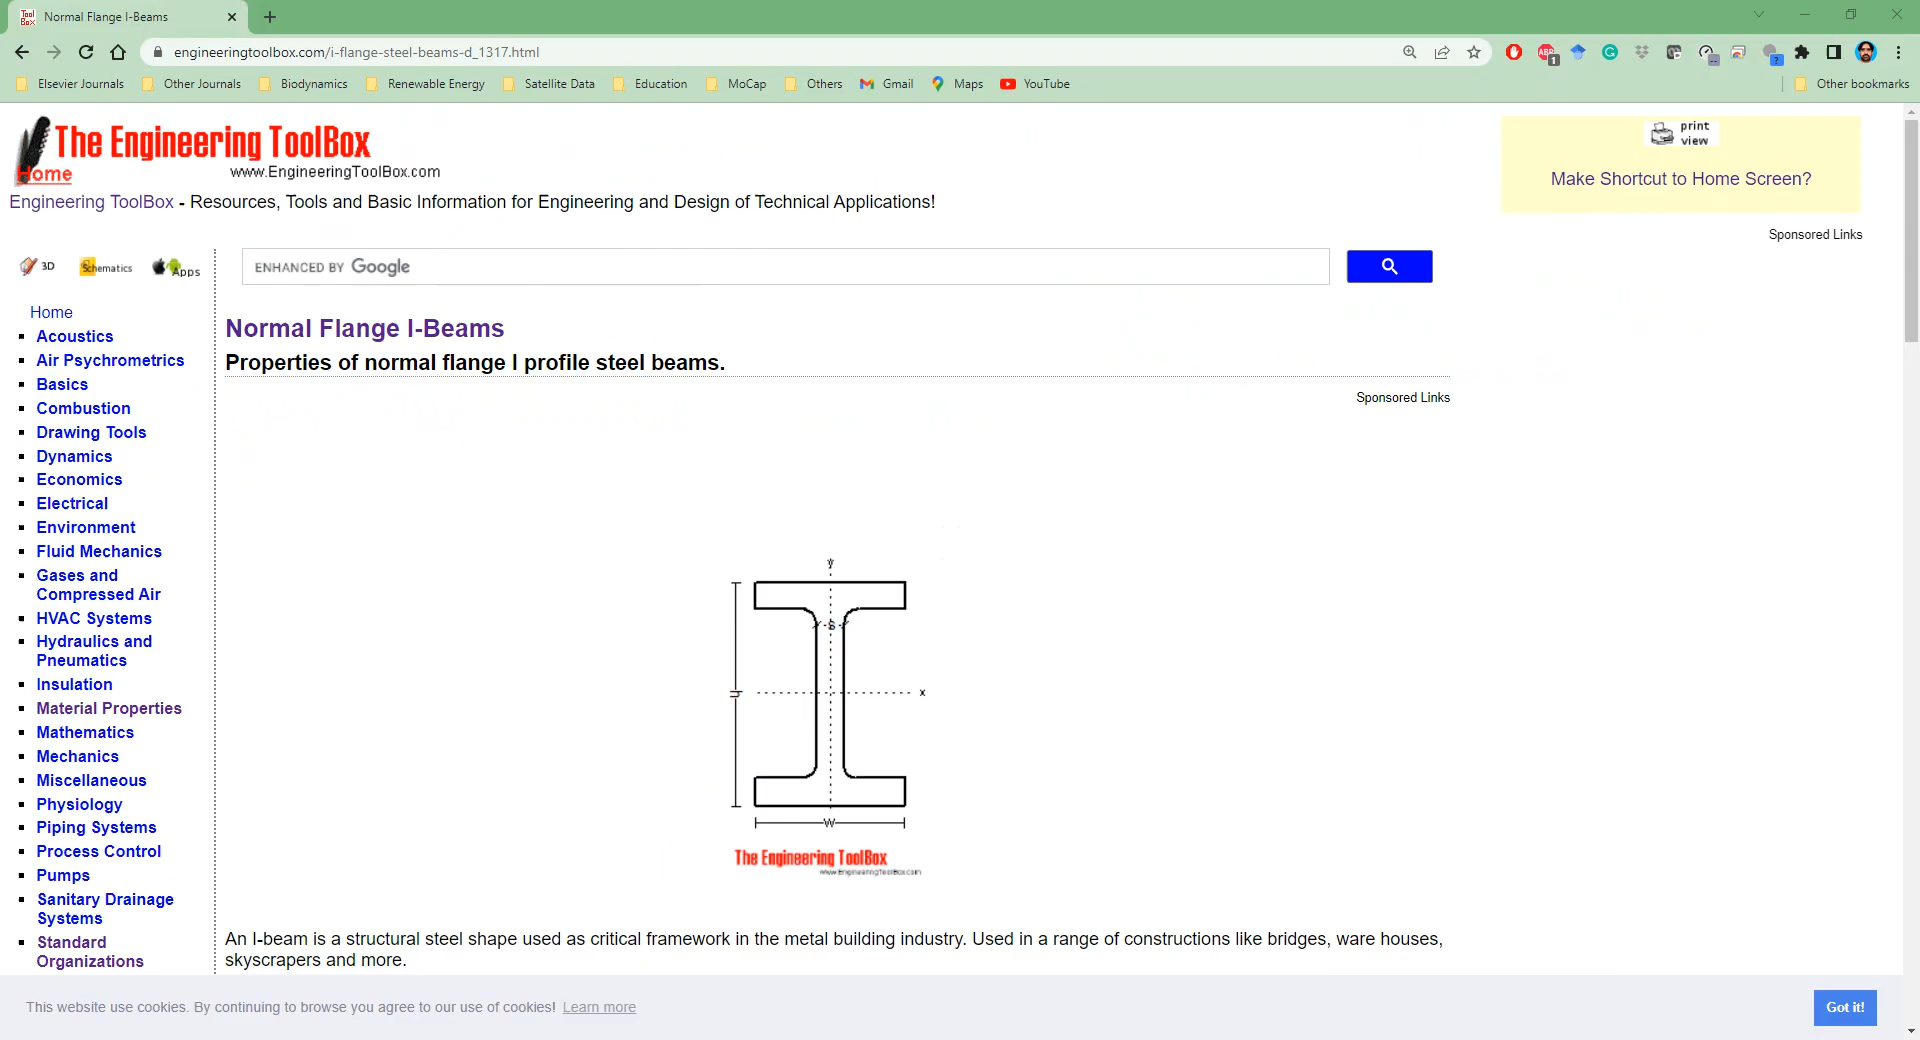 Normal Flange I-Beams
engineeringtoolbox.com/i-flange-steel-beams-d_1317.html
Elsevier Journals Other Journals Biodynamics Renewable Energy Satellite Data Education MoCap Others Gmail Maps YouTube Other bookmarks
The Engineering ToolBox
Home
www.EngineeringToolBox.com
print
view
Make Shortcut to Home Screen?
Engineering ToolBox - Resources, Tools and Basic Information for Engineering and Design of Technical Applications!
Sponsored Links
3D Schematics Apps
ENHANCED BY Google
Home
Acoustics
Air Psychrometrics
Basics
Combustion
Drawing Tools
Dynamics
Economics
Electrical
Environment
Fluid Mechanics
Gases and
Compressed Air
HVAC Systems
Hydraulics and
Pneumatics
Insulation
Material Properties
Mathematics
Mechanics
Miscellaneous
Physiology
Piping Systems
Process Control
Pumps
Sanitary Drainage
Systems
Standard
Organizations
Normal Flange I-Beams
Properties of normal flange I profile steel beams.
Sponsored Links
y
s
h
x
w
The Engineering ToolBox
www.EngineeringToolBox.com
An I-beam is a structural steel shape used as critical framework in the metal building industry. Used in a range of constructions like bridges, ware houses,
skyscrapers and more.
This website use cookies. By continuing to browse you agree to our use of cookies! Learn more
Got it!